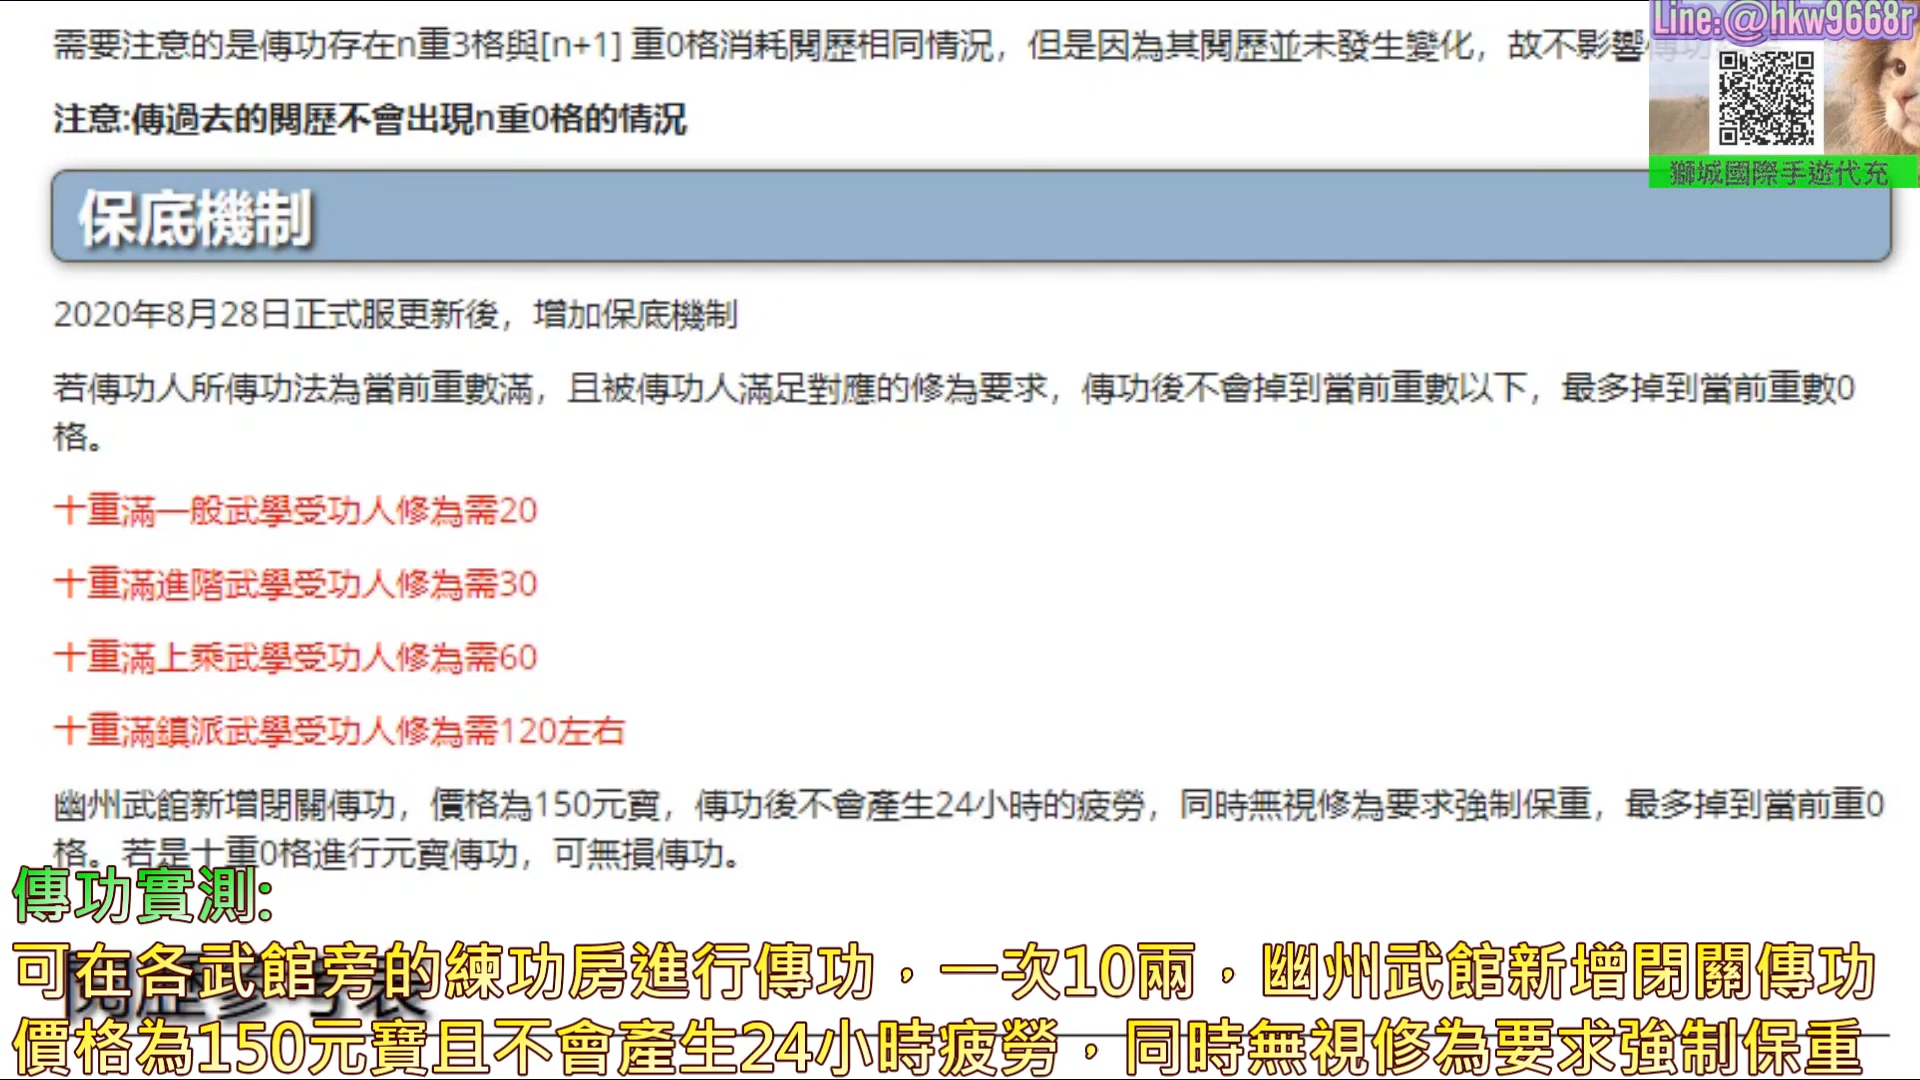 需要注意的是傳功存在n重3格與[n+1] 重0格消耗閱歷相同情況，但是因為其閱歷並未發生變化，故不影響傳功
Line:@hkw9668r
注意:傳過去的閱歷不會出現n重0格的情況
獅城國際手遊代充
保底機制
2020年8月28日正式服更新後，增加保底機制
若傳功人所傳功法為當前重數滿，且被傳功人滿足對應的修為要求，傳功後不會掉到當前重數以下，最多掉到當前重數0
格。
十重滿一般武學受功人修為需20
十重滿進階武學受功人修為需30
十重滿上乘武學受功人修為需60
十重滿鎮派武學受功人修為需120左右
幽州武館新增閉關傳功，價格為150元寶，傳功後不會產生24小時的疲勞，同時無視修為要求強制保重，最多掉到當前重0
格。若是十重0格進行元寶傳功，可無損傳功。
傳功實測:
可在各武館旁的練功房進行傳功，一次10兩，幽州武館新增閉關傳功
閱歷參考表
價格為150元寶且不會產生24小時疲勞，同時無視修為要求強制保重